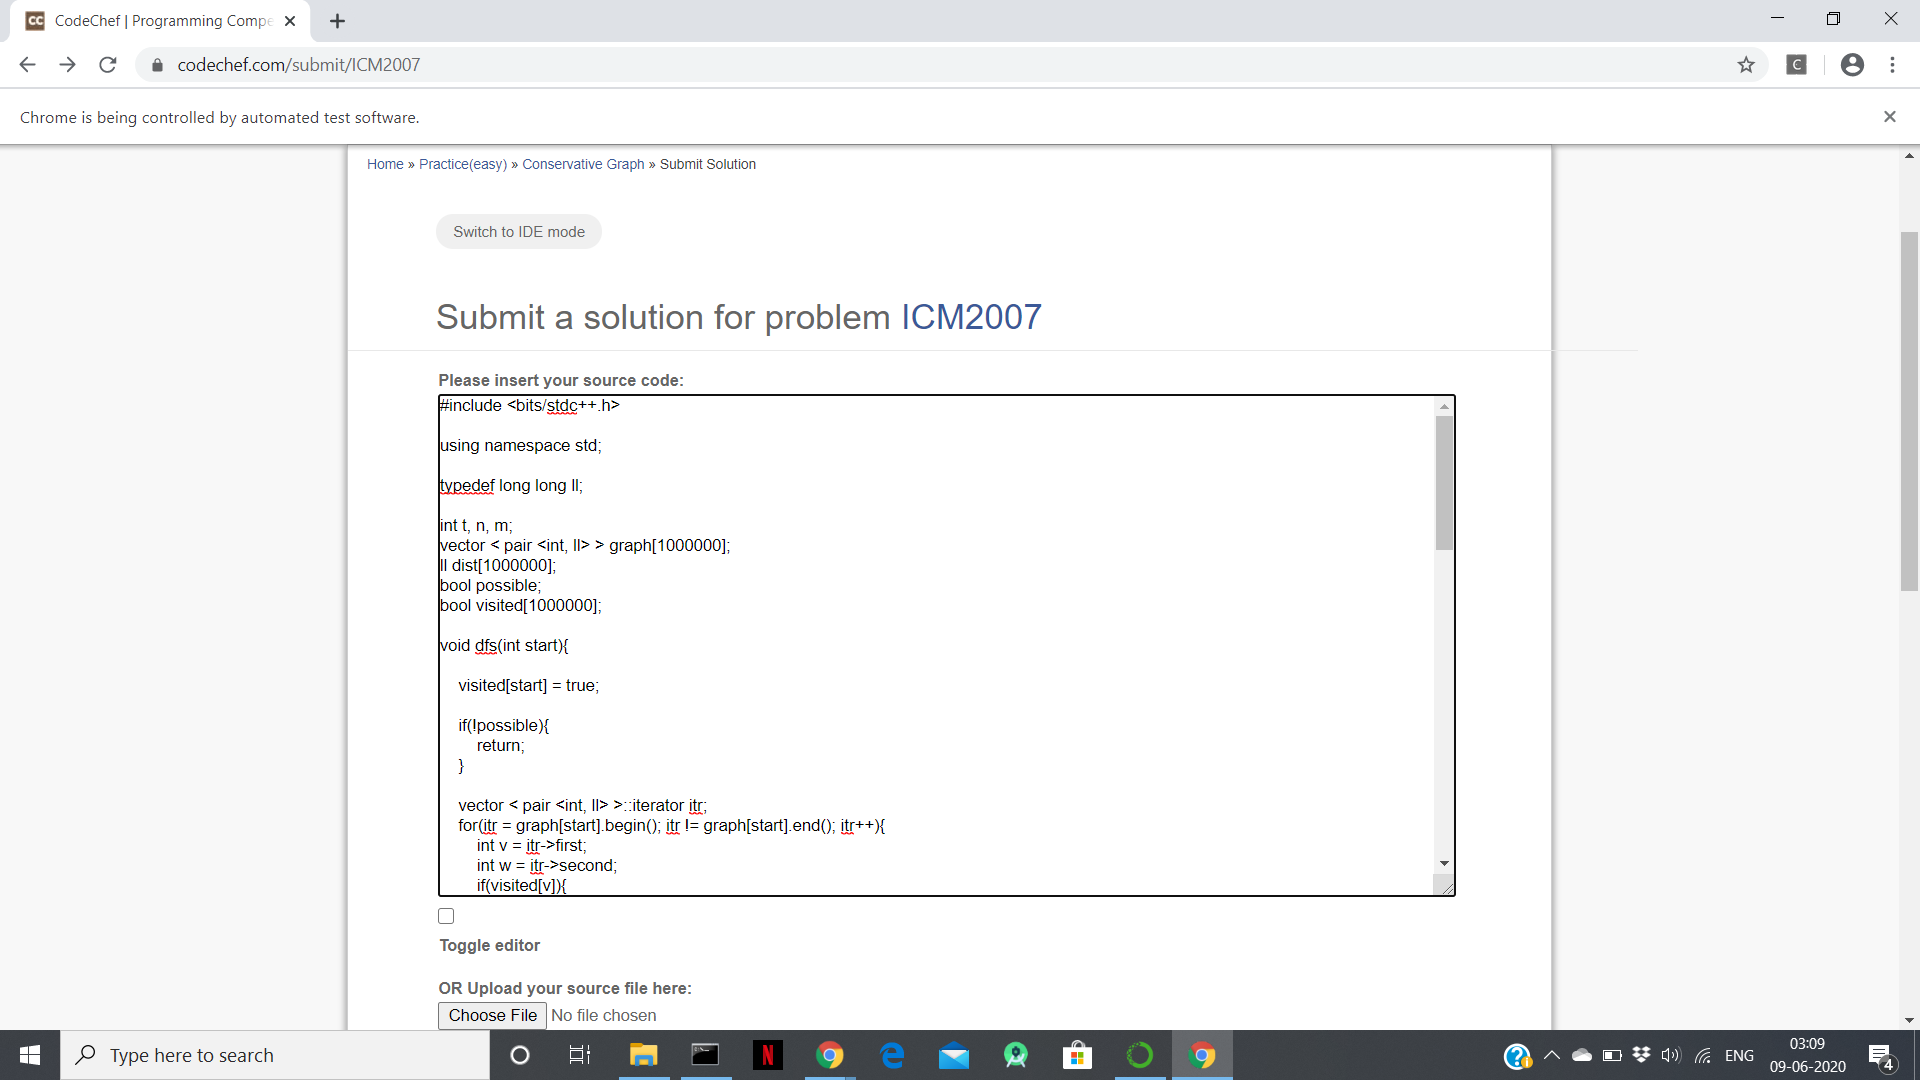 CodeChef | Programming Compe
codechef.com/submit/ICM2007
Chrome is being controlled by automated test software.
Home » Practice(easy) » Conservative Graph » Submit Solution
Switch to IDE mode
Submit a solution for problem ICM2007
Please insert your source code:
#include <bits/stdc++.h>
using namespace std;
typedef long long ll;
int t, n, m;
vector < pair <int, ll> > graph[1000000];
ll dist[1000000];
bool possible;
bool visited[1000000];
void dfs(int start){
visited[start] = true;
if(!possible){
return;
}
vector < pair <int, ll> >::iterator itr;
for(itr = graph[start].begin(); itr != graph[start].end(); itr++){
int v = itr->first;
int w = itr->second;
if(visited[v]){
Toggle editor
OR Upload your source file here:
Choose File No file chosen
Type here to search
ENG
03:09
09-06-2020
4